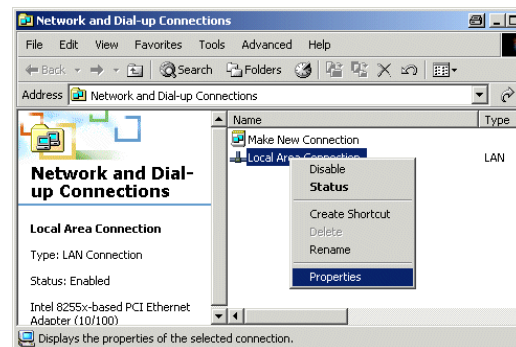 Network and Dial-up Connections
File Edit View Favorites Tools Advanced Help
Back Search Folders
Address Network and Dial-up Connections
Network and Dial-
up Connections
Local Area Connection
Type: LAN Connection
Status: Enabled
Intel 8255x-based PCI Ethernet
Adapter (10/100)
Name Type
Make New Connection
Local Area Connection LAN
Disable
Status
Create Shortcut
Delete
Rename
Properties
Displays the properties of the selected connection.